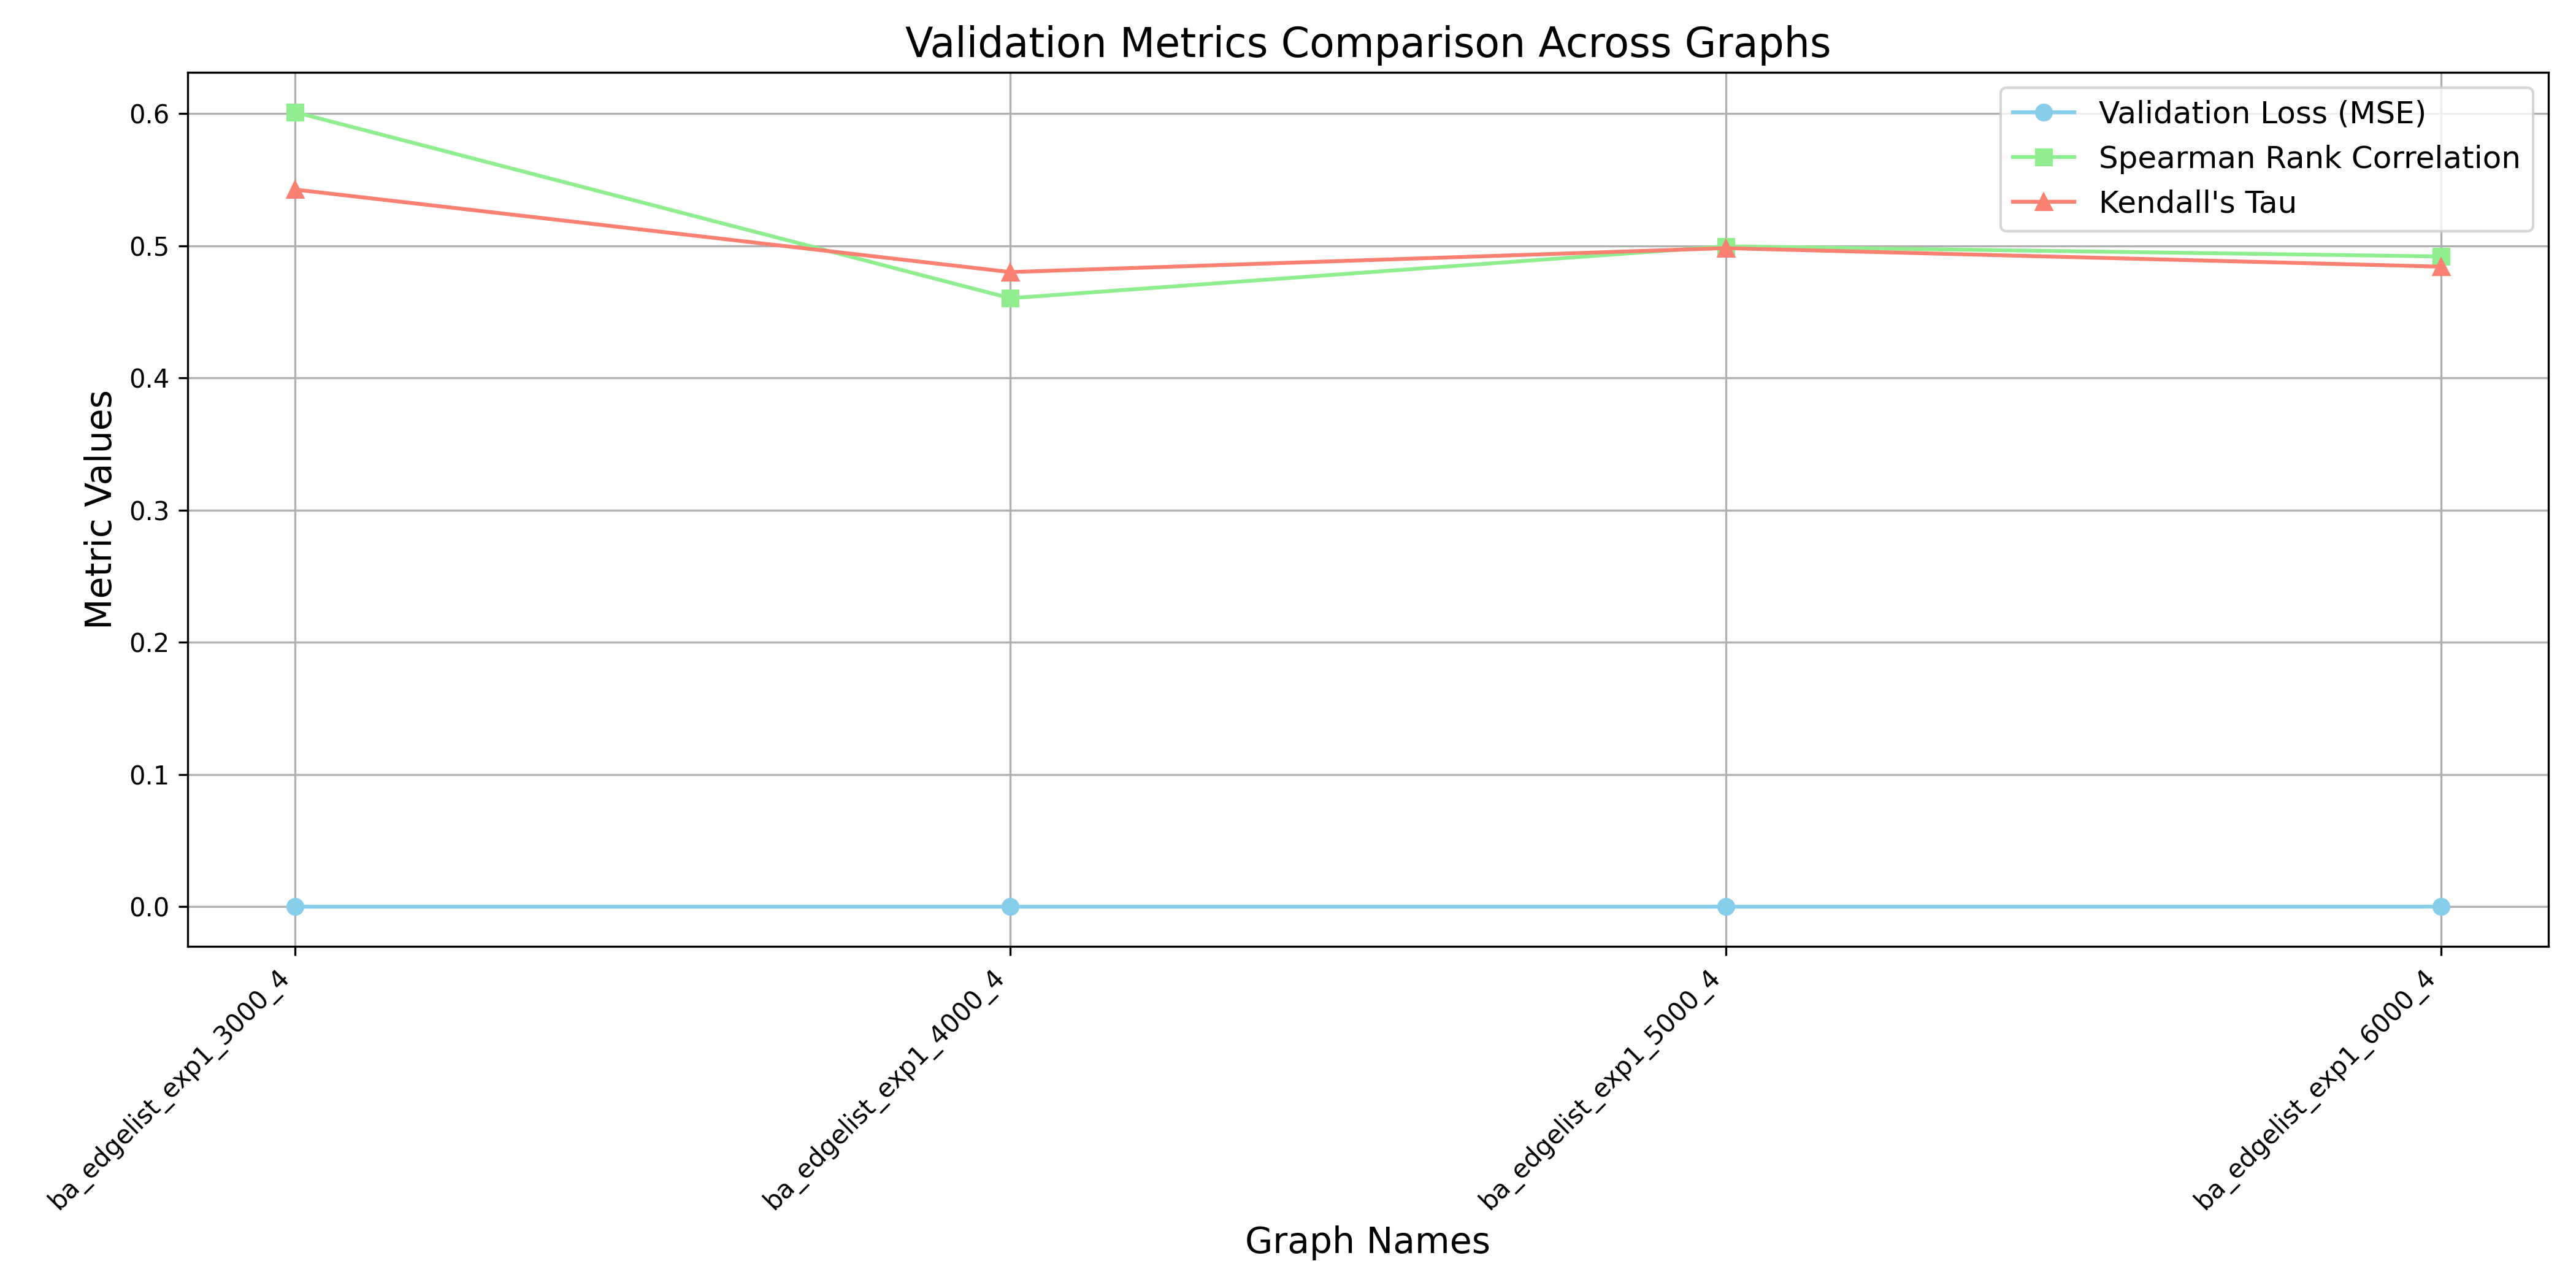 Validation Metrics Comparison Across Graphs
Validation Loss (MSE)
Spearman Rank Correlation
Kendall's Tau
Metric Values
0.6
0.5
0.4
0.3
0.2
0.1
0.0
ba_edgelist_exp1_3000_4
ba_edgelist_exp1_4000_4
ba_edgelist_exp1_5000_4
ba_edgelist_exp1_6000_4
Graph Names